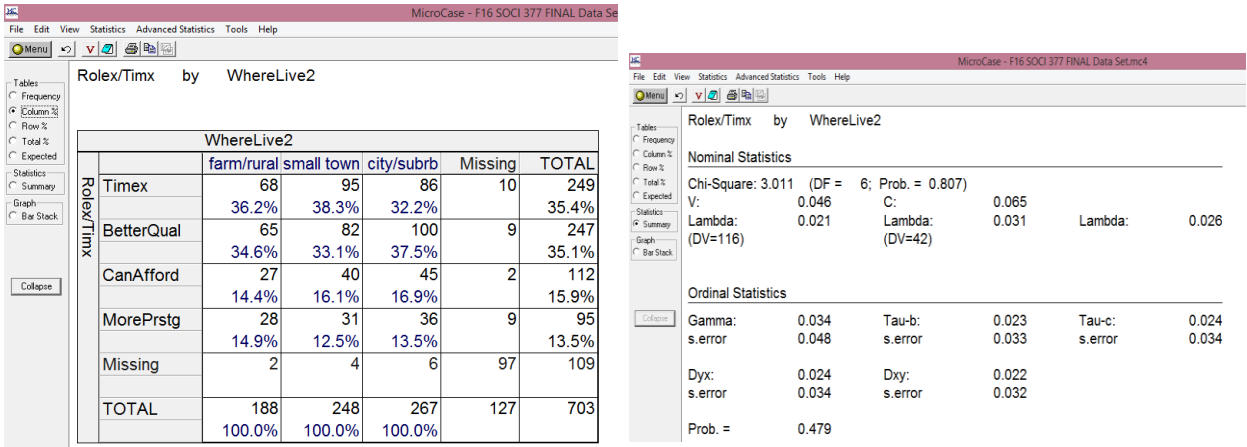 MicroCase - F16 SOCI 377 FINAL Data Se
File Edit View Statistics Advanced Statistics Tools Help
Menu V
Tables
Frequency
Column %
Row %
Total %
Expected
Statistics
Summary
Graph
Bar Stack
Collapse
Rolex/Timx by WhereLive2
WhereLive2
Rolex/Timx
farm/rural small town city/subrb Missing TOTAL
Timex 68 95 86 10 249
36.2% 38.3% 32.2% 35.4%
BetterQual 65 82 100 9 247
34.6% 33.1% 37.5% 35.1%
CanAfford 27 40 45 2 112
14.4% 16.1% 16.9% 15.9%
MorePrstg 28 31 36 9 95
14.9% 12.5% 13.5% 13.5%
Missing 2 4 6 97 109
TOTAL 188 248 267 127 703
100.0% 100.0% 100.0%
MicroCase - F16 SOCI 377 FINAL Data Set.mc4
File Edit View Statistics Advanced Statistics Tools Help
Menu V
Tables
Frequency
Column %
Row %
Total %
Expected
Statistics
Summary
Graph
Bar Stack
Collapse
Rolex/Timx by WhereLive2
Nominal Statistics
Chi-Square: 3.011 (DF = 6; Prob. = 0.807)
V: 0.046 C: 0.065
Lambda: 0.021 Lambda: 0.031 Lambda: 0.026
(DV=116) (DV=42)
Ordinal Statistics
Gamma: 0.034 Tau-b: 0.023 Tau-c: 0.024
s.error 0.048 s.error 0.033 s.error 0.034
Dyx: 0.024 Dxy: 0.022
s.error 0.034 s.error 0.032
Prob. = 0.479